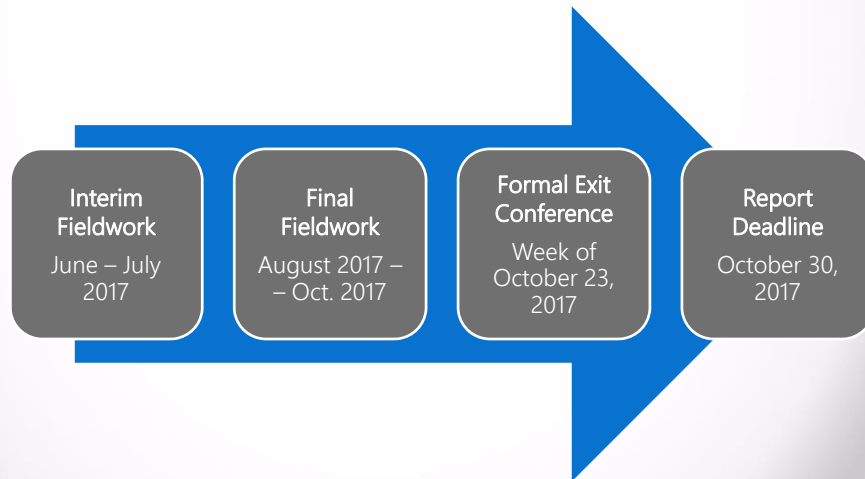 Interim
Fieldwork
June – July
2017
Final
Fieldwork
August 2017 –
– Oct. 2017
Formal Exit
Conference
Week of
October 23,
2017
Report
Deadline
October 30,
2017